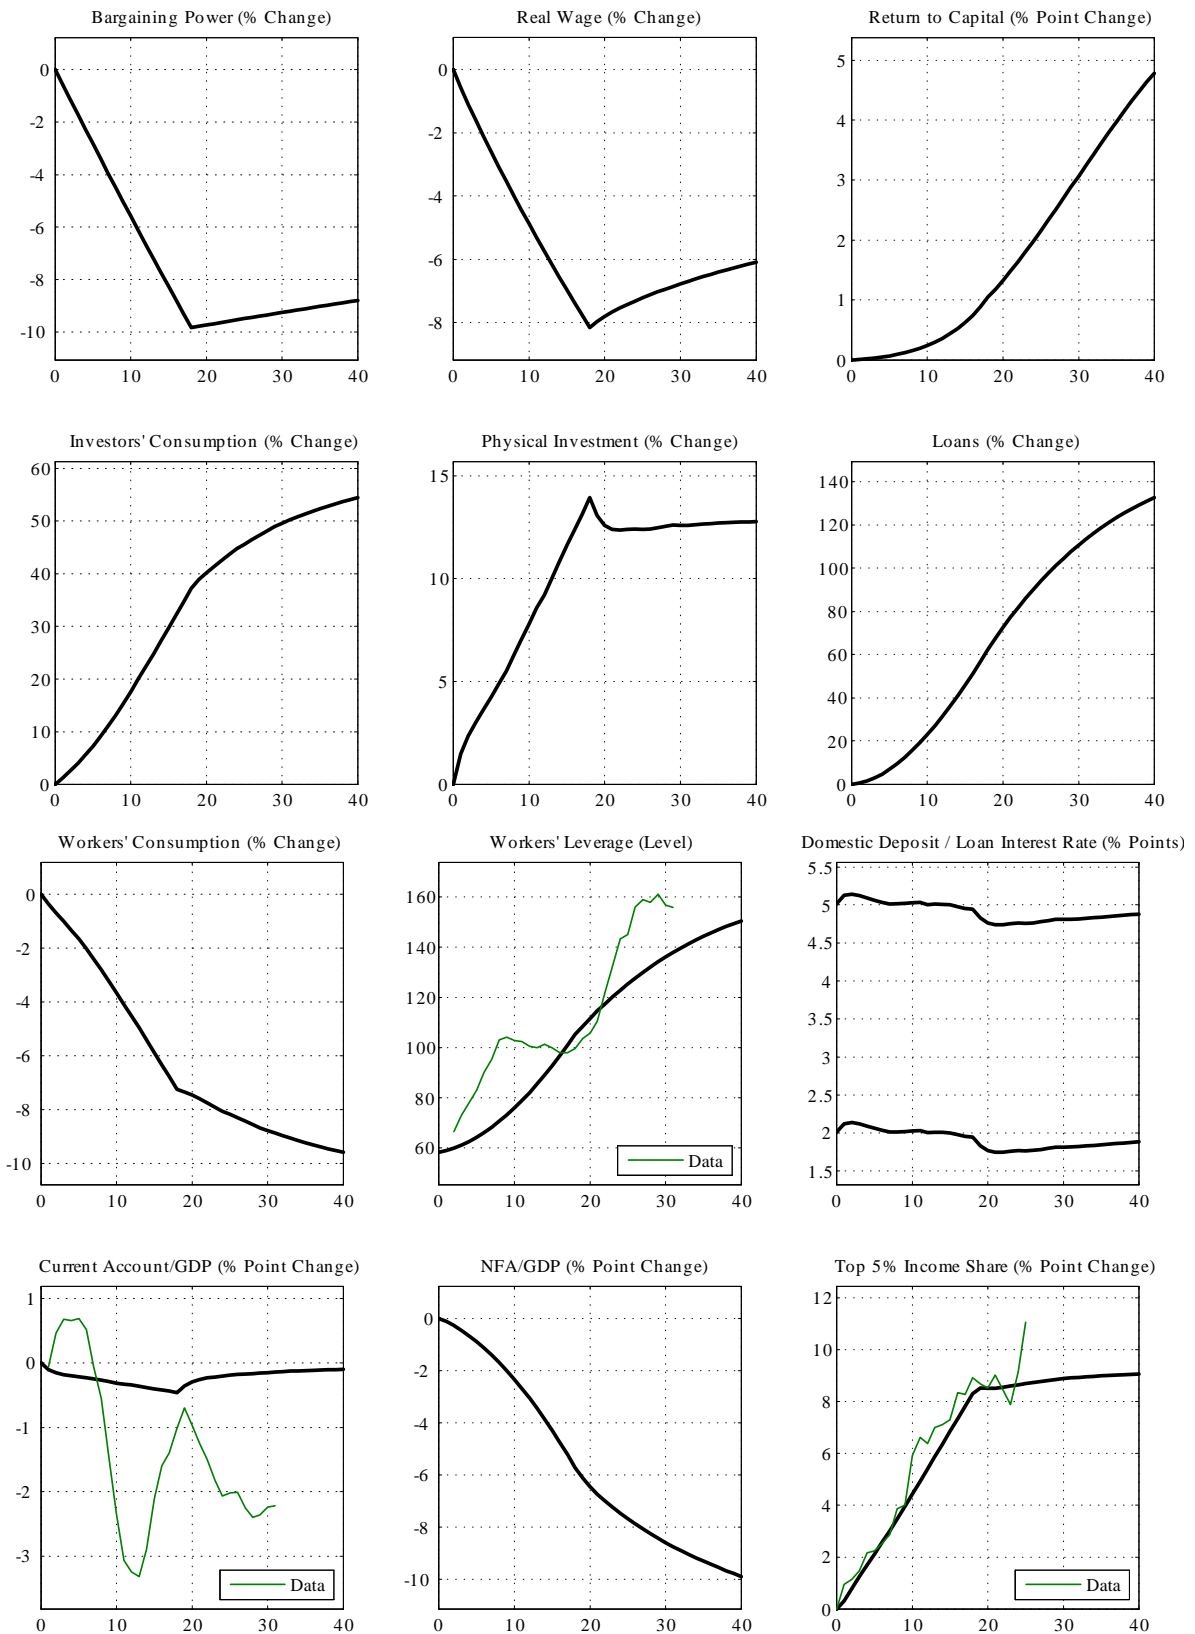 Bargaining Power (% Change)
Real Wage (% Change)
Return to Capital (% Point Change)
0
-2
-4
-6
-8
-10
0 10 20 30 40
0
-2
-4
-6
-8
0 10 20 30 40
5
4
3
2
1
0
0 10 20 30 40
Investors' Consumption (% Change)
Physical Investment (% Change)
Loans (% Change)
60
50
40
30
20
10
0
0 10 20 30 40
15
10
5
0
0 10 20 30 40
140
120
100
80
60
40
20
0
0 10 20 30 40
Workers' Consumption (% Change)
Workers' Leverage (Level)
Domestic Deposit / Loan Interest Rate (% Points)
0
-2
-4
-6
-8
-10
0 10 20 30 40
160
140
120
100
80
60
Data
0 10 20 30 40
5.5
5
4.5
4
3.5
3
2.5
2
1.5
0 10 20 30 40
Current Account/GDP (% Point Change)
NFA/GDP (% Point Change)
Top 5% Income Share (% Point Change)
1
0
-1
-2
-3
Data
0 10 20 30 40
0
-2
-4
-6
-8
-10
0 10 20 30 40
12
10
8
6
4
2
0
Data
0 10 20 30 40